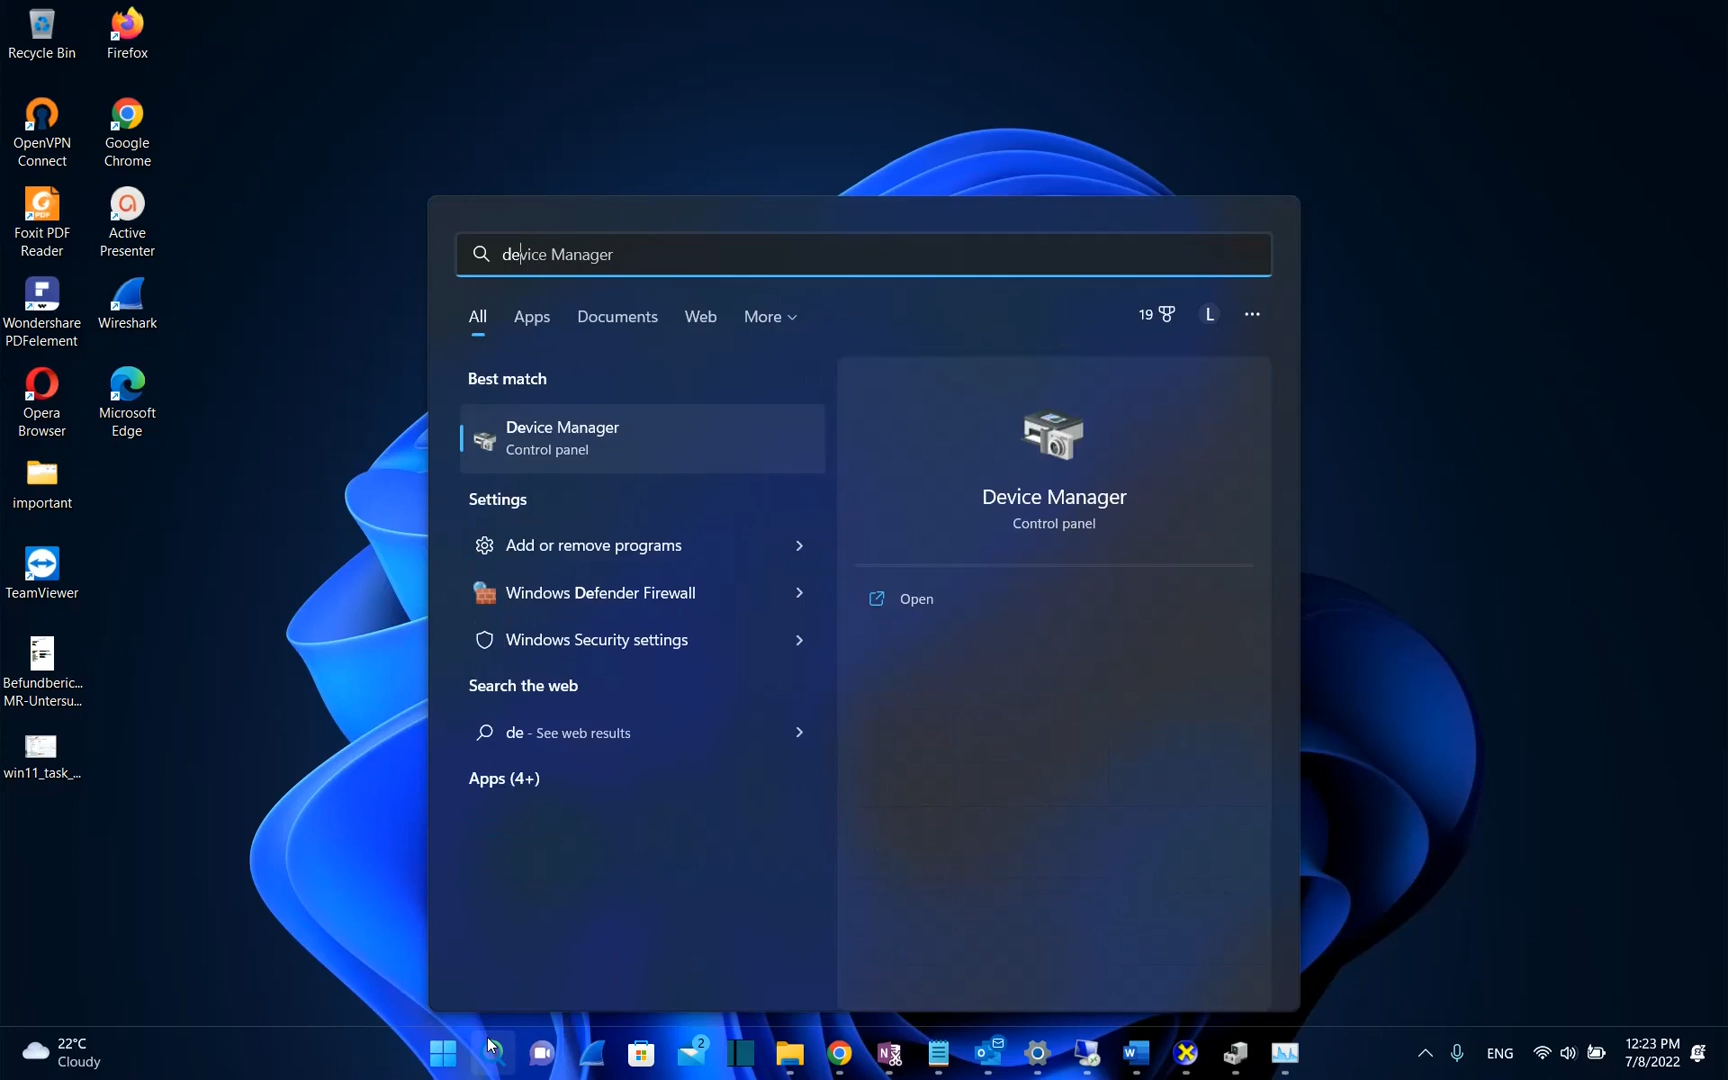 Recycle Bin
Firefox
OpenVPN
Connect
Google
Chrome
Foxit PDF
Reader
Active
Presenter
Wondershare
PDFelement
Wireshark
Opera
Browser
Microsoft
Edge
important
TeamViewer
Befundberic...
MR-Untersu...
win11_task_...
device Manager
All
Apps
Documents
Web
More
19
L
Best match
Device Manager
Control panel
Settings
Add or remove programs
Windows Defender Firewall
Windows Security settings
Search the web
de - See web results
Apps (4+)
Device Manager
Control panel
Open
22°C
Cloudy
2
ENG
12:23 PM
7/8/2022